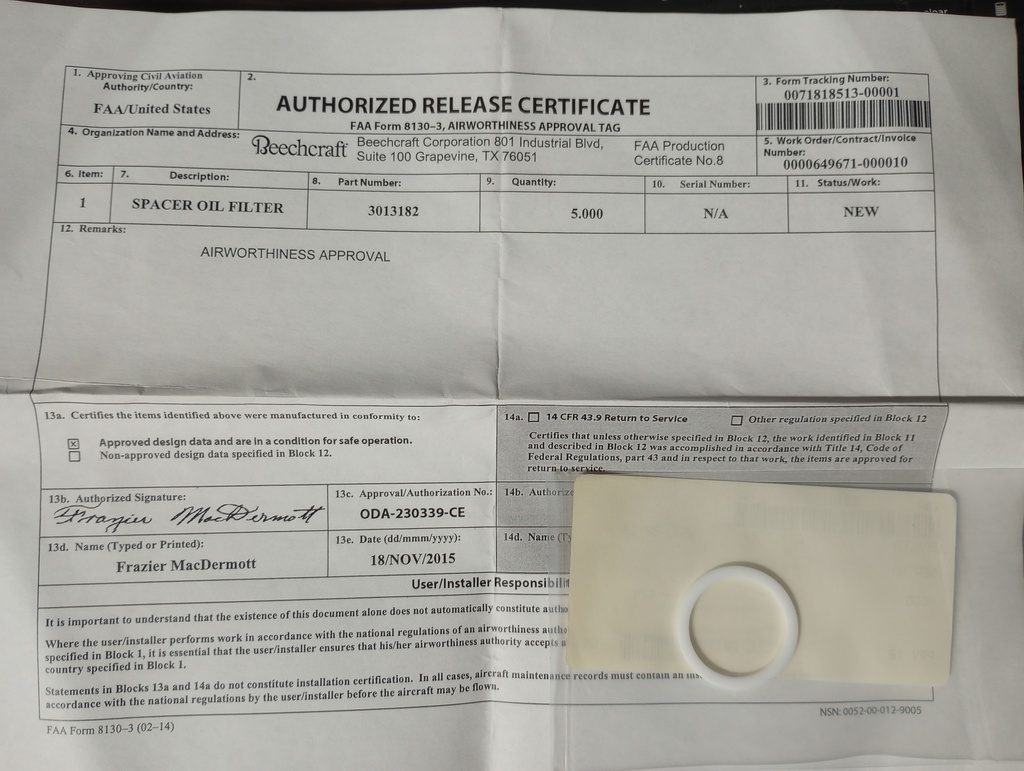 1. Approving Civil Aviation Authority/Country:
FAA/United States
2.
AUTHORIZED RELEASE CERTIFICATE
FAA Form 8130–3, AIRWORTHINESS APPROVAL TAG
3. Form Tracking Number:
0071818513-00001
4. Organization Name and Address:
Beechcraft
Beechcraft Corporation 801 Industrial Blvd,
Suite 100 Grapevine, TX 76051
FAA Production
Certificate No.8
5. Work Order/Contract/Invoice
Number:
0000649671-000010
6. Item: 7. Description: 8. Part Number: 9. Quantity: 10. Serial Number: 11. Status/Work:
1 SPACER OIL FILTER 3013182 5.000 N/A NEW
12. Remarks:
AIRWORTHINESS APPROVAL
13a. Certifies the items identified above were manufactured in conformity to:
Approved design data and are in a condition for safe operation.
Non-approved design data specified in Block 12.
14a. 14 CFR 43.9 Return to Service Other regulation specified in Block 12
Certifies that unless otherwise specified in Block 12, the work identified in Block 11
and described in Block 12 was accomplished in accordance with Title 14, Code of
Federal Regulations, part 43 and in respect to that work, the items are approved for
return to service.
13b. Authorized Signature:
Frazier MacDermott
13c. Approval/Authorization No.:
ODA-230339-CE
14b.
13d. Name (Typed or Printed):
Frazier MacDermott
13e. Date (dd/mmm/yyyy):
18/NOV/2015
14d. Name
User/Installer
It is important to understand that the existence of this document alone does not automatically constitute
Where the user/installer performs work in accordance with the national regulations of an airworthiness
specified in Block 1, it is essential that the user/installer ensures that his/her airworthiness authority accepts
country specified in Block 1.
Statements in Blocks 13a and 14a do not constitute installation certification. In all cases, aircraft maintenance records must contain an
accordance with the national regulations by the user/installer before the aircraft may be flown.
FAA Form 8130–3 (02–14)
NSN: 0052-00-012-9005